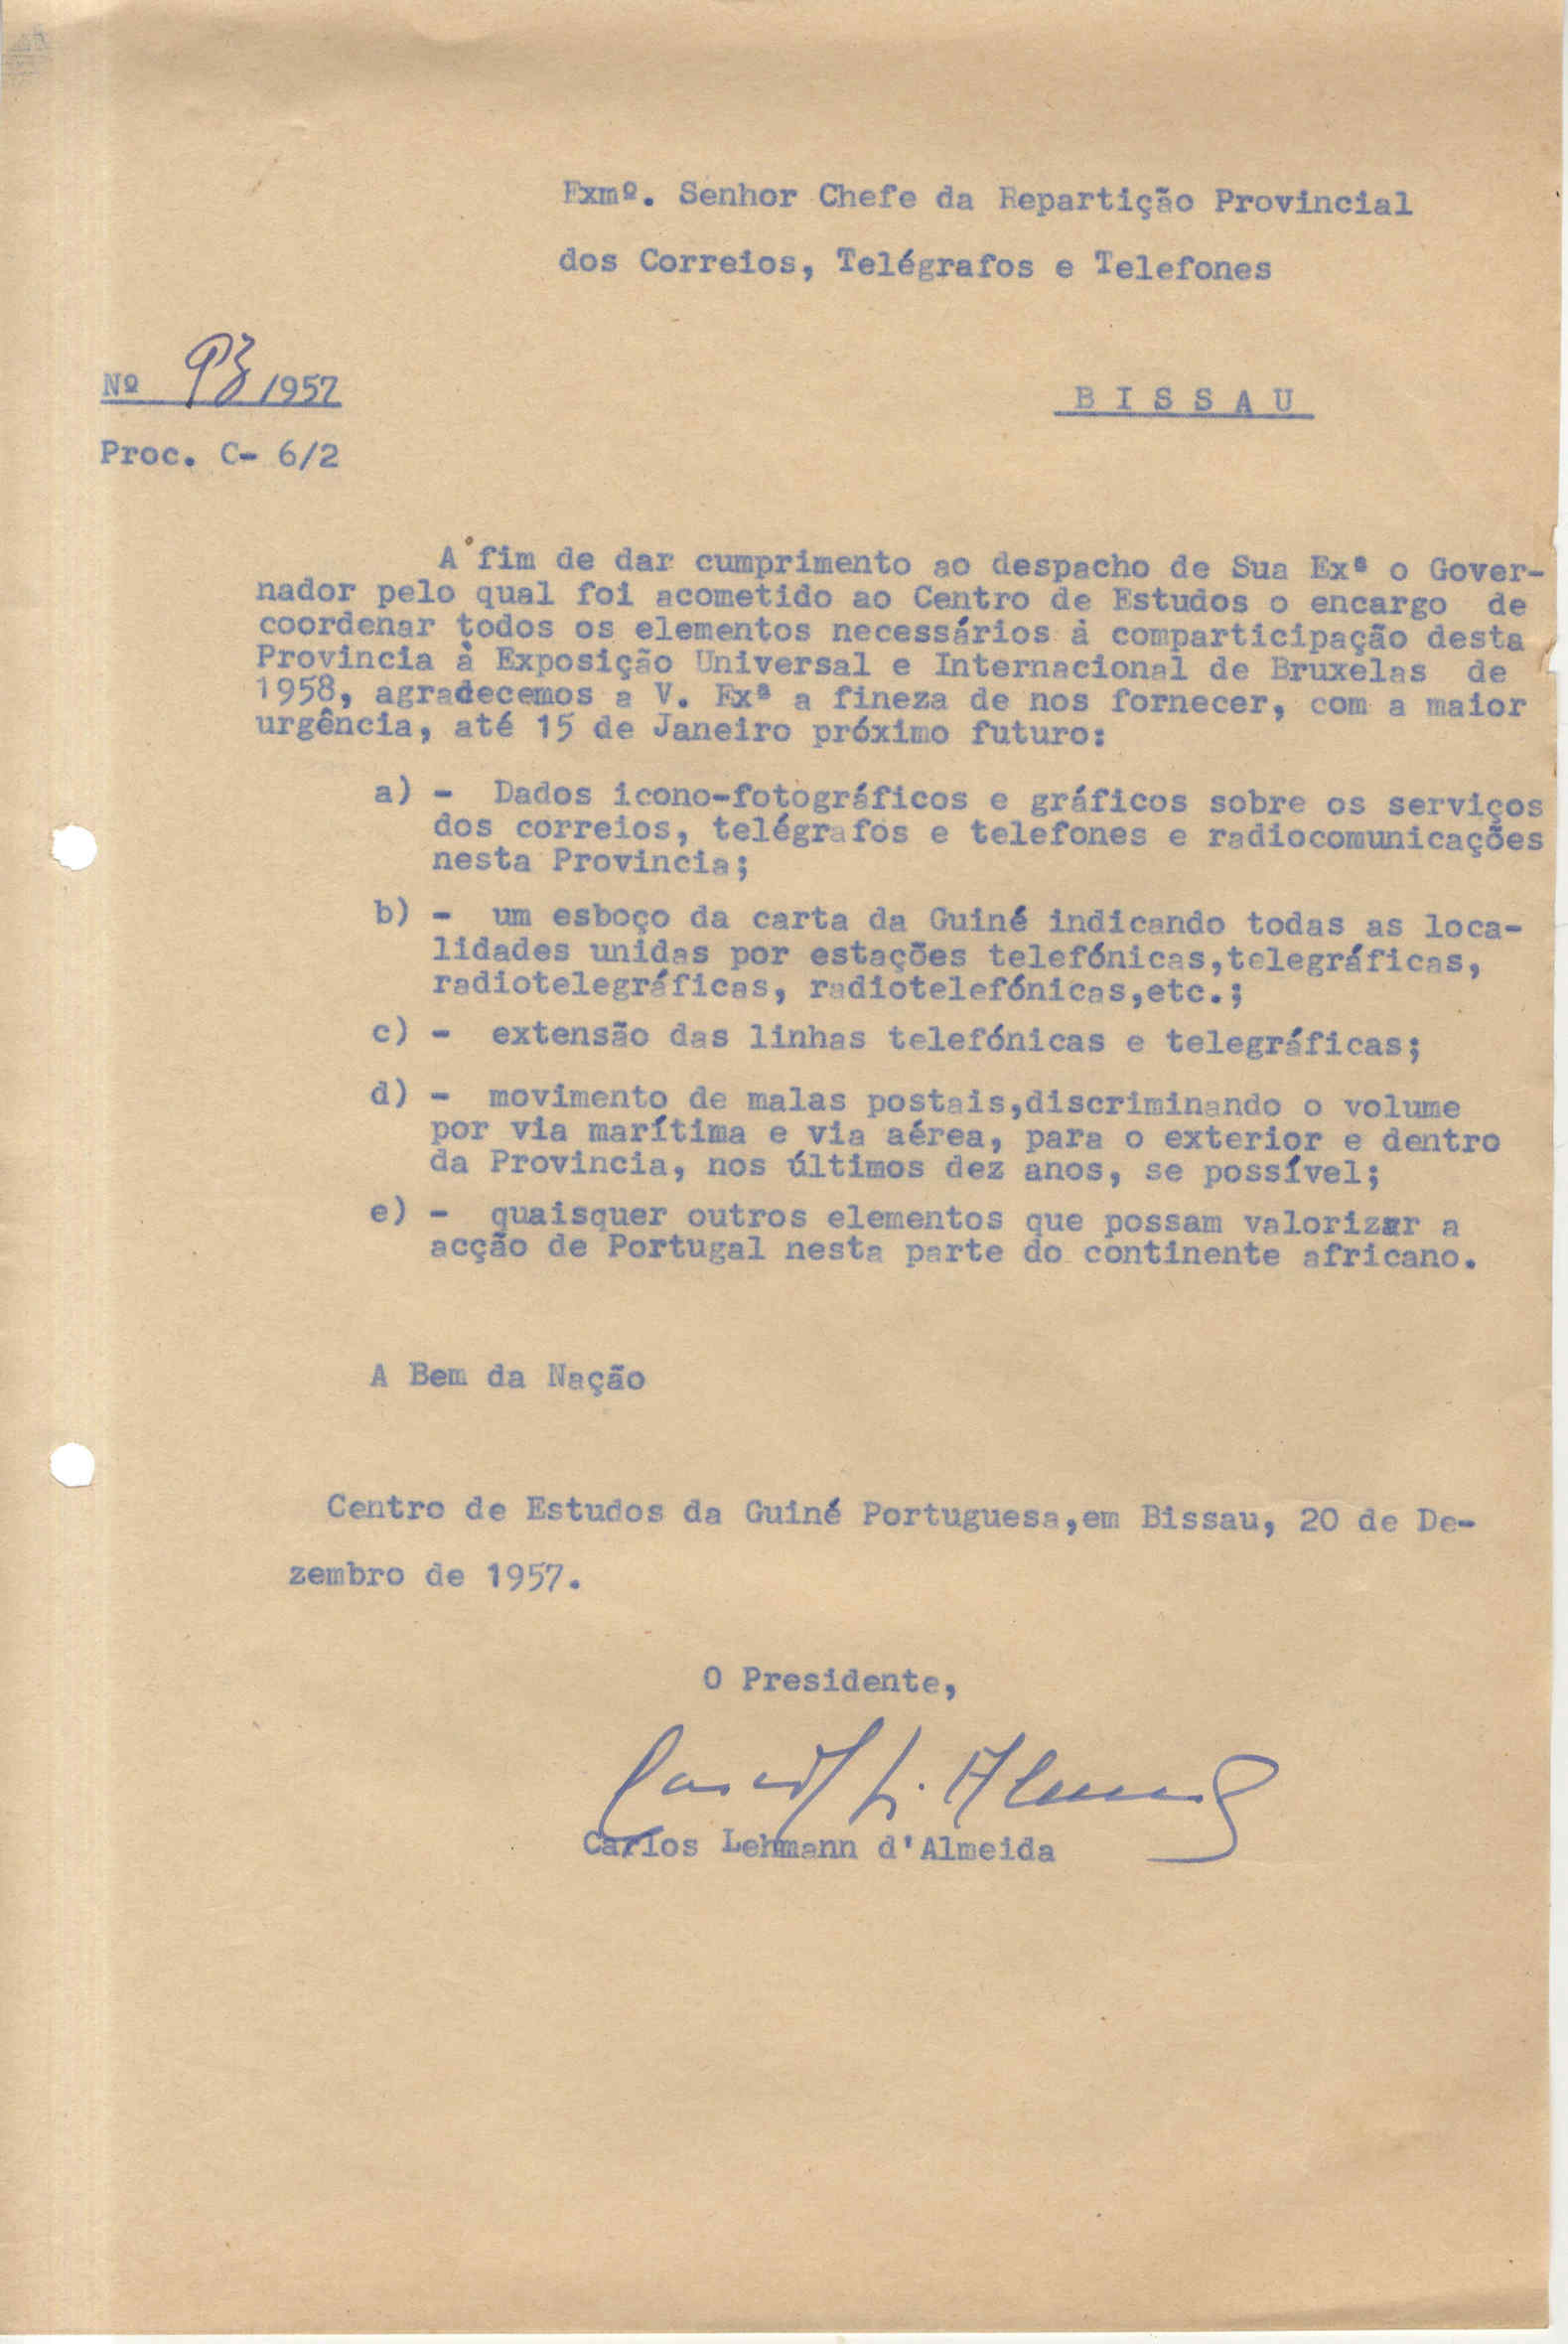 Exmº. Senhor Chefe da Repartição Provincial
dos Correios, Telégrafos e Telefones
Nº 93/1957
BISSAU
Proc. C- 6/2
A fim de dar cumprimento ao despacho de Sua Exª o Gover-
nador pelo qual foi acometido ao Centro de Estudos o encargo de
coordenar todos os elementos necessários à comparticipação desta
Provincia à Exposição Universal e Internacional de Bruxelas de
1958, agradecemos a V. Exª a fineza de nos fornecer, com a maior
urgência, até 15 de Janeiro próximo futuro:
a) - Dados icono-fotográficos e gráficos sobre os serviços
dos correios, telégrafos e telefones e radiocomunicações
nesta Provincia;
b) - um esboço da carta da Guiné indicando todas as loca-
lidades unidas por estações telefónicas,telegráficas,
radiotelegráficas, radiotelefónicas,etc.;
c) - extensão das linhas telefónicas e telegráficas;
d) - movimento de malas postais,discriminando o volume
por via marítima e via aérea, para o exterior e dentro
da Provincia, nos últimos dez anos, se possível;
e) - quaisquer outros elementos que possam valorizar a
acção de Portugal nesta parte do continente africano.
A Bem da Nação
Centro de Estudos da Guiné Portuguesa,em Bissau, 20 de De-
zembro de 1957.
O Presidente,
Carlos L. Almeida
Carlos Lehmann d'Almeida